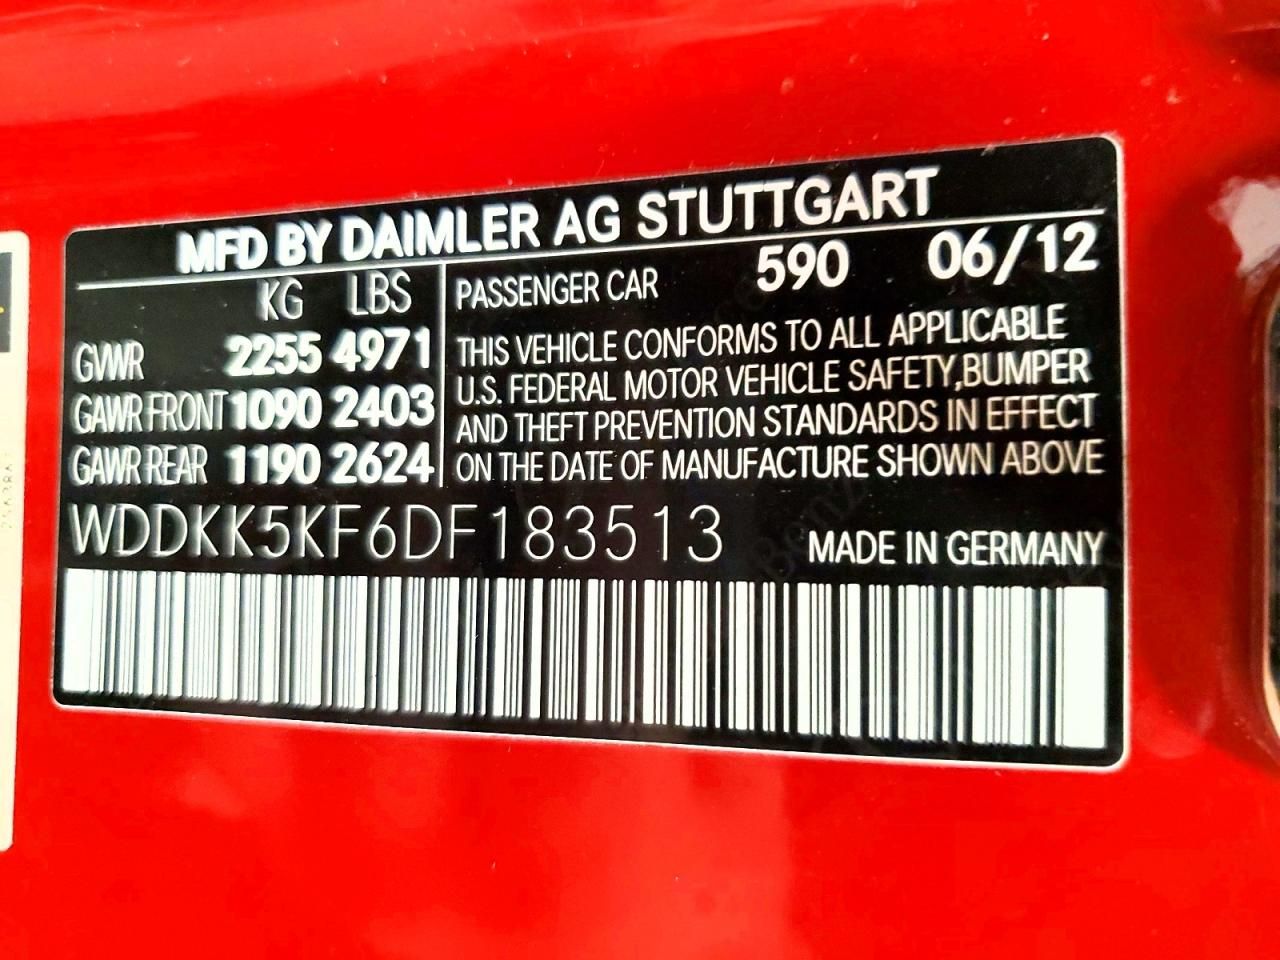 MFD BY DAIMLER AG STUTTGART
KG LBS
GVWR 2255 4971
GAWR FRONT 1090 2403
GAWR REAR 1190 2624
PASSENGER CAR 590 06/12
THIS VEHICLE CONFORMS TO ALL APPLICABLE
U.S. FEDERAL MOTOR VEHICLE SAFETY,BUMPER
AND THEFT PREVENTION STANDARDS IN EFFECT
ON THE DATE OF MANUFACTURE SHOWN ABOVE
WDDKK5KF6DF183513 MADE IN GERMANY